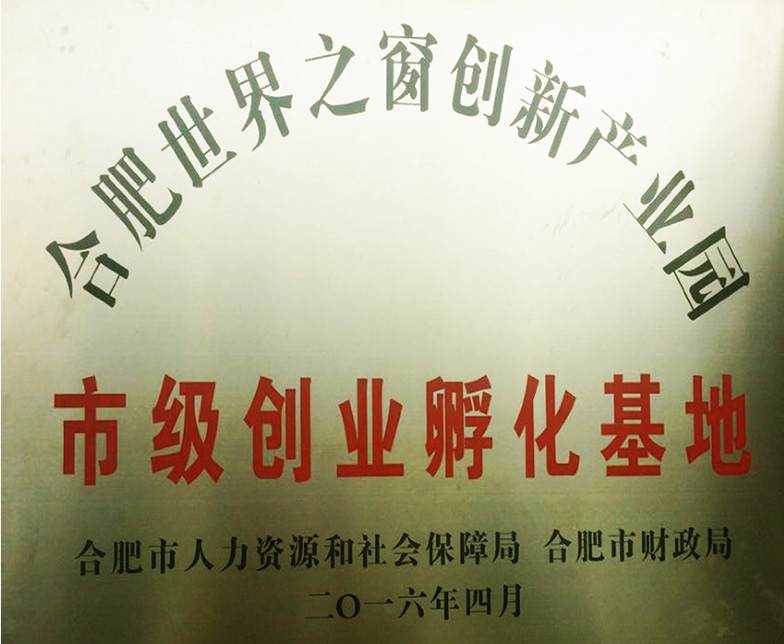 合肥世界之窗创新产业园
市级创业孵化基地
合肥市人力资源和社会保障局 合肥市财政局
二〇一六年四月